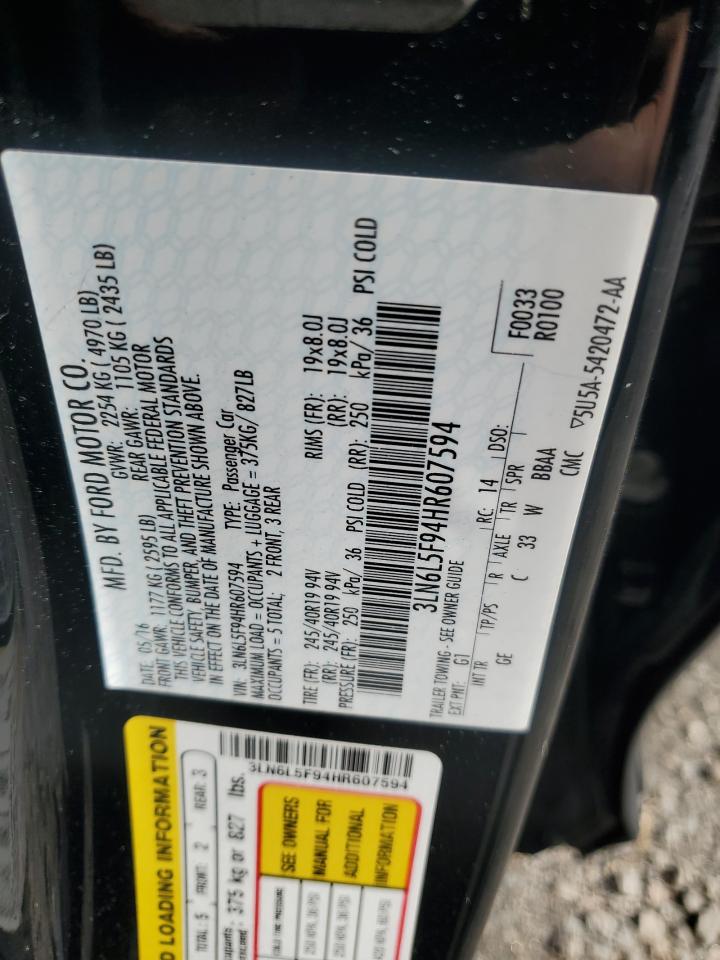 MFD. BY FORD MOTOR CO.
DATE: 05/16 GVWR: 2254 KG ( 4970 LB)
FRONT GAWR: 1177 KG ( 2595 LB) REAR GAWR: 1105 KG ( 2435 LB)
THIS VEHICLE CONFORMS TO ALL APPLICABLE FEDERAL MOTOR
VEHICLE SAFETY, BUMPER, AND THEFT PREVENTION STANDARDS
IN EFFECT ON THE DATE OF MANUFACTURE SHOWN ABOVE.
VIN: 3LN6L5F94HR607594 TYPE: Passenger Car
MAXIMUM LOAD = OCCUPANTS + LUGGAGE = 375KG/ 827LB
OCCUPANTS = 5 TOTAL; 2 FRONT, 3 REAR
TIRE (FR): 245/40R19 94V RIMS (FR): 19x8.0J
(RR): 245/40R19 94V (RR): 19x8.0J
PRESSURE (FR): 250 kPa/ 36 PSI COLD (RR): 250 kPa/ 36 PSI COLD
3LN6L5F94HR607594
TRAILER TOWING - SEE OWNER GUIDE
EXT PNT: G1 RC: 14 DSO: F0033
R0100
INT TR TP/PS R AXLE TR SPR
GE C 33 W BBAA
CMC ▽5U5A-5420472-AA
LOADING INFORMATION
TOTAL 5 FRONT: 2 REAR: 3
375 kg or 827 lbs.
3LN6L5F94HR607594
SEE OWNERS
MANUAL FOR
ADDITIONAL
INFORMATION